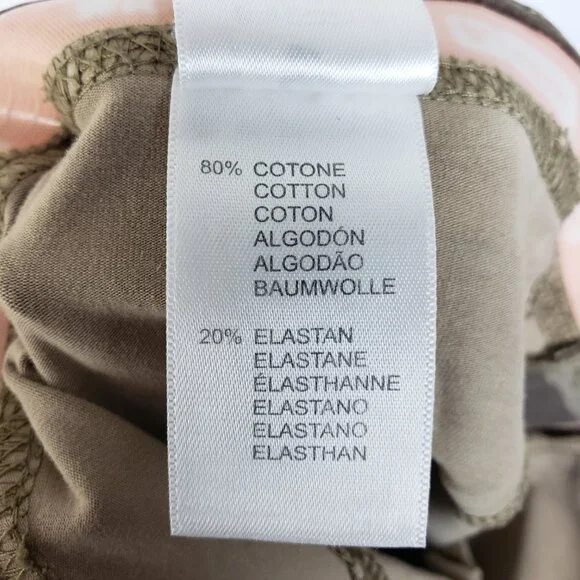 80% COTONE
COTTON
COTON
ALGODÓN
ALGODÃO
BAUMWOLLE
20% ELASTAN
ELASTANE
ÉLASTHANNE
ELASTANO
ELASTANO
ELASTHAN